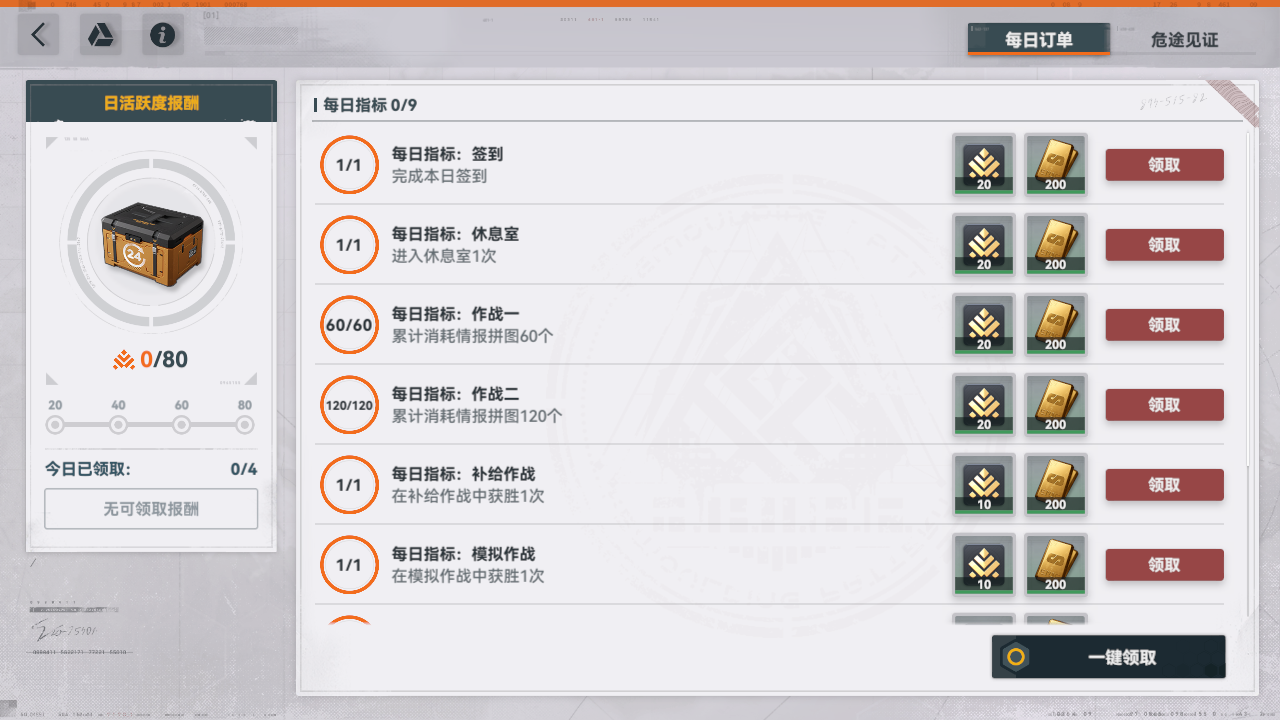 每日订单
危途见证
日活跃度报酬
24
0/80
20 40 60 80
今日已领取: 0/4
无可领取报酬
每日指标 0/9
1/1
每日指标：签到
完成本日签到
20
200
领取
1/1
每日指标：休息室
进入休息室1次
20
200
领取
60/60
每日指标：作战一
累计消耗情报拼图60个
20
200
领取
120/120
每日指标：作战二
累计消耗情报拼图120个
20
200
领取
1/1
每日指标：补给作战
在补给作战中获胜1次
10
200
领取
1/1
每日指标：模拟作战
在模拟作战中获胜1次
10
200
领取
一键领取